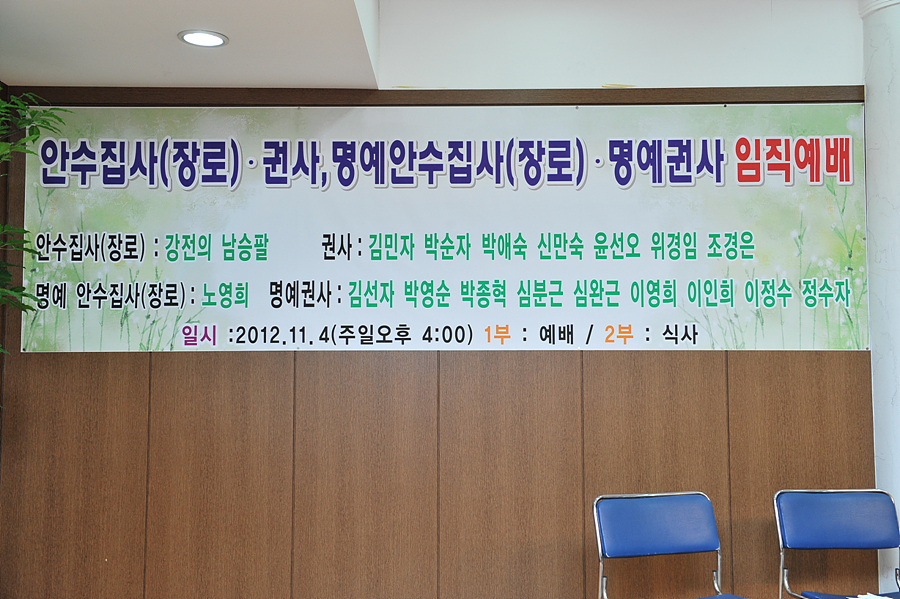 안수집사(장로)·권사,명예안수집사(장로)·명예권사 임직예배
안수집사(장로) : 강전의 남승팔 권사 : 김민자 박순자 박애숙 신만숙 윤선오 위경임 조경은
명예 안수집사(장로) : 노영희 명예권사 : 김선자 박영순 박종혁 심분근 심완근 이영희 이인희 이정수 정수자
일시 :2012.11.4(주일오후 4:00) 1부 : 예배 / 2부 : 식사